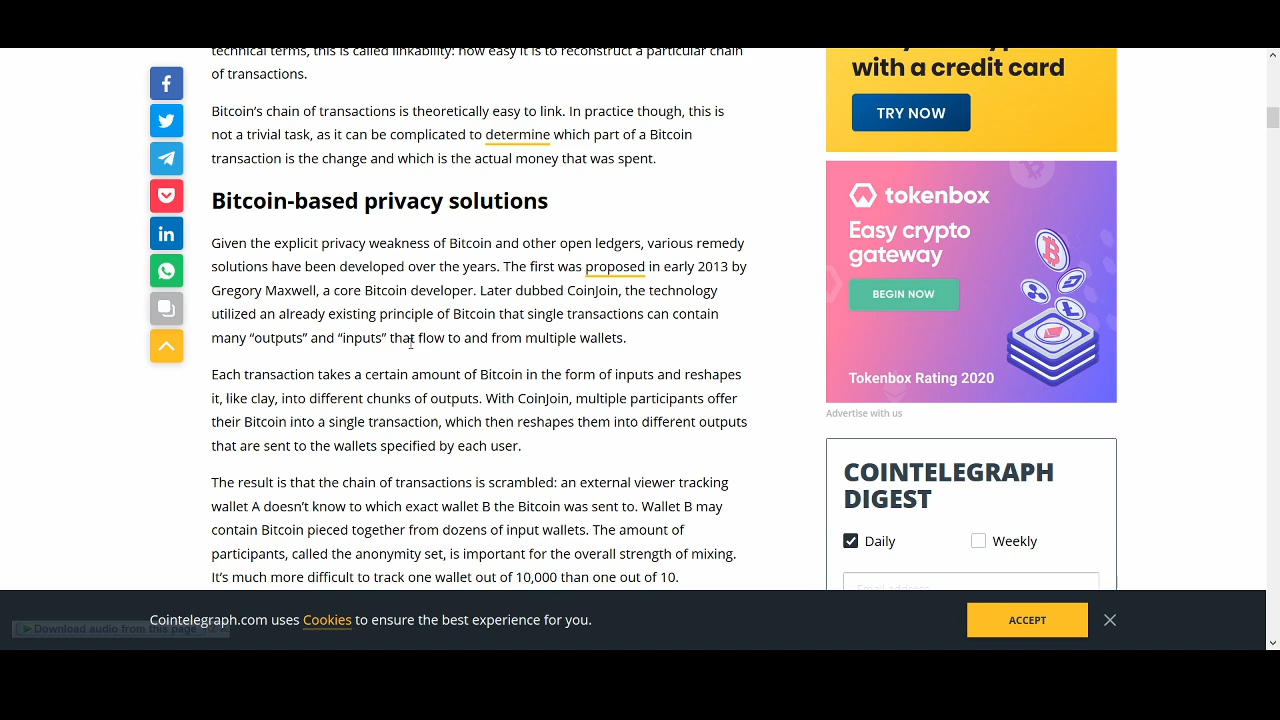 technical terms, this is called linkability: how easy it is to reconstruct a particular chain
of transactions.
Bitcoin’s chain of transactions is theoretically easy to link. In practice though, this is
not a trivial task, as it can be complicated to determine which part of a Bitcoin
transaction is the change and which is the actual money that was spent.
Bitcoin-based privacy solutions
Given the explicit privacy weakness of Bitcoin and other open ledgers, various remedy
solutions have been developed over the years. The first was proposed in early 2013 by
Gregory Maxwell, a core Bitcoin developer. Later dubbed CoinJoin, the technology
utilized an already existing principle of Bitcoin that single transactions can contain
many “outputs” and “inputs” that flow to and from multiple wallets.
Each transaction takes a certain amount of Bitcoin in the form of inputs and reshapes
it, like clay, into different chunks of outputs. With CoinJoin, multiple participants offer
their Bitcoin into a single transaction, which then reshapes them into different outputs
that are sent to the wallets specified by each user.
The result is that the chain of transactions is scrambled: an external viewer tracking
wallet A doesn’t know to which exact wallet B the Bitcoin was sent to. Wallet B may
contain Bitcoin pieced together from dozens of input wallets. The amount of
participants, called the anonymity set, is important for the overall strength of mixing.
It’s much more difficult to track one wallet out of 10,000 than one out of 10.
with a credit card
TRY NOW
tokenbox
Easy crypto
gateway
BEGIN NOW
Tokenbox Rating 2020
Advertise with us
COINTELEGRAPH
DIGEST
Daily
Weekly
Email address
Cointelegraph.com uses Cookies to ensure the best experience for you.
ACCEPT
Download audio from this page